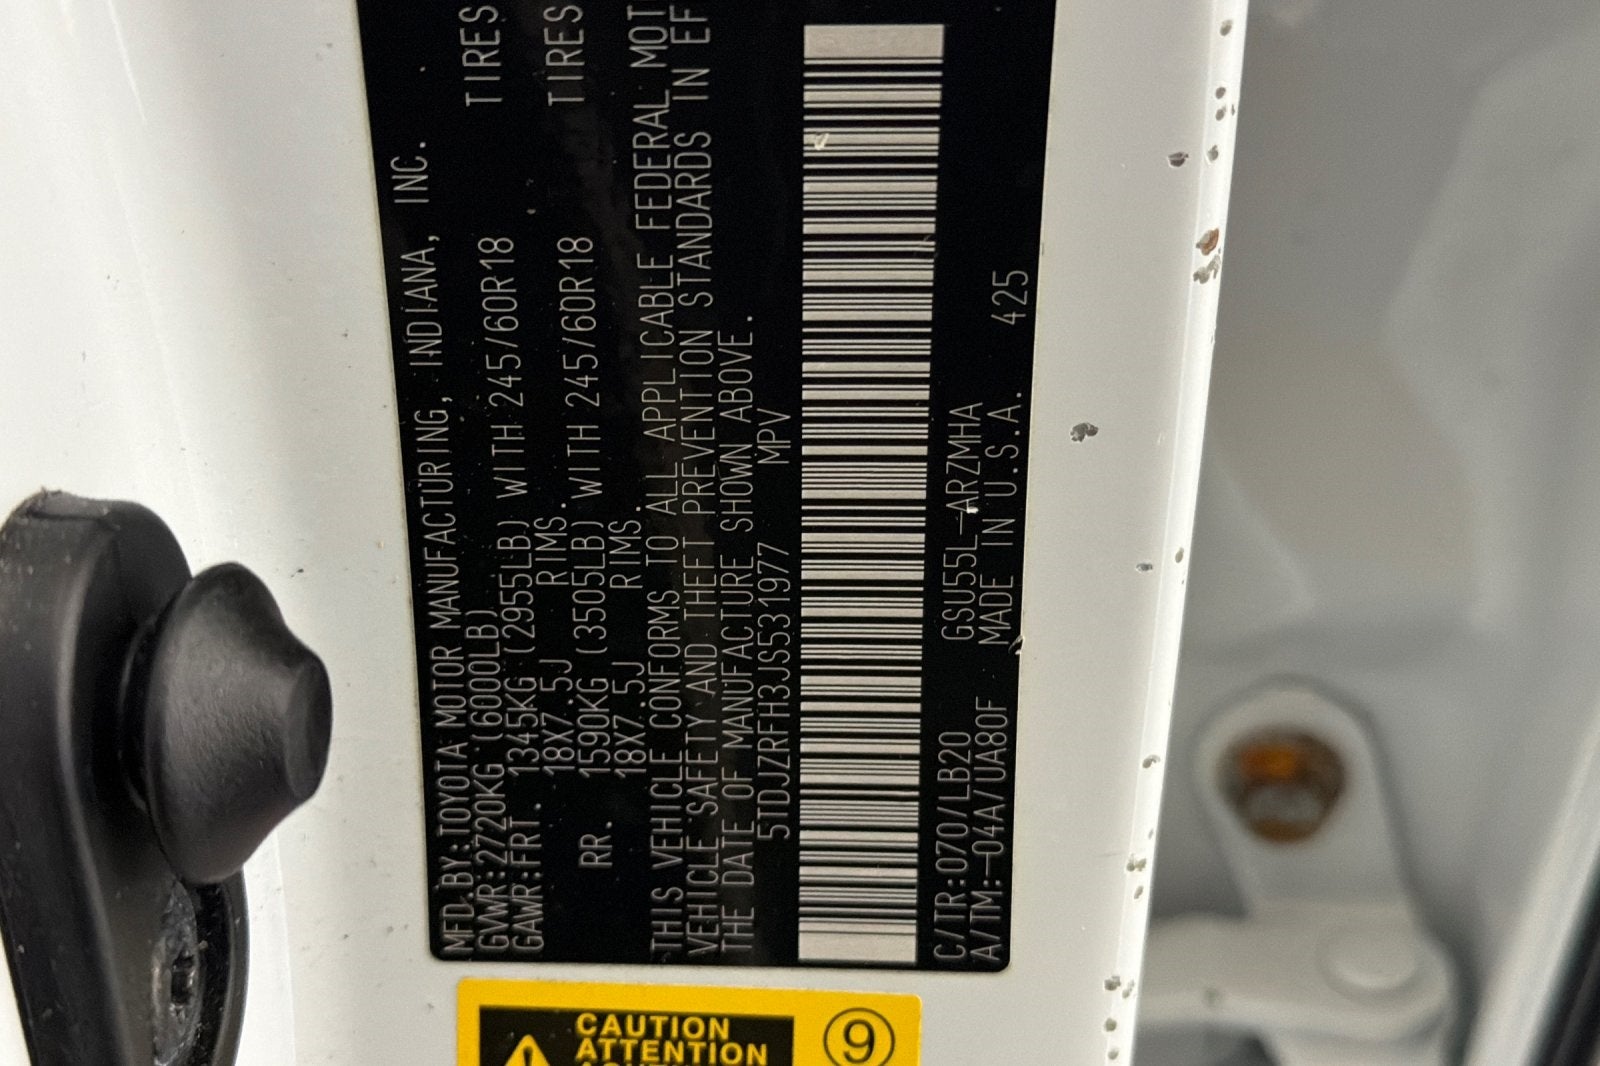 MFD.BY:TOYOTA MOTOR MANUFACTURING, INDIANA, INC.
GVWR:2720KG (6000LB)
GAWR:FRT. 1345KG (2955LB) WITH 245/60R18 TIRES
18X7.5J RIMS.
RR. 1590KG (3505LB) WITH 245/60R18 TIRES
18X7.5J RIMS.
THIS VEHICLE CONFORMS TO ALL APPLICABLE FEDERAL MOT
VEHICLE SAFETY AND THEFT PREVENTION STANDARDS IN EF
THE DATE OF MANUFACTURE SHOWN ABOVE.
5TDJZRFH3JS531977 MPV
C/TR:070/LB20 GSU55L-ARZMHA
A/TM:-04A/UA80F MADE IN U.S.A. 425
CAUTION
ATTENTION
9